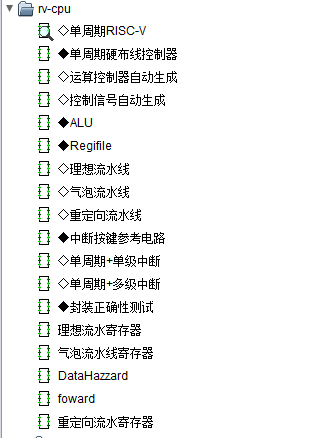 rv-cpu
◇单周期RISC-V
◆单周期硬布线控制器
◇运算控制器自动生成
◇控制信号自动生成
◆ALU
◆Regifile
◇理想流水线
◇气泡流水线
◇重定向流水线
◆中断按键参考电路
◇单周期+单级中断
◇单周期+多级中断
◆封装正确性测试
理想流水寄存器
气泡流水线寄存器
DataHazzard
foward
重定向流水寄存器